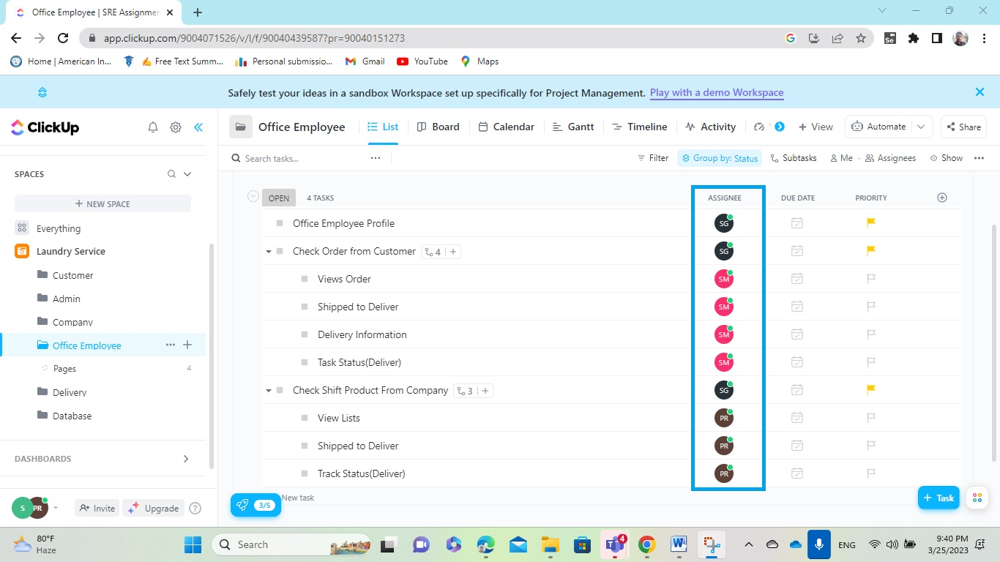 Office Employee | SRE Assignmen
app.clickup.com/9004071526/v/l/f/90040439587?pr=90040151273
Se
Home | American In...
Free Text Summ...
Personal submissio...
Gmail
YouTube
Maps
Safely test your ideas in a sandbox Workspace set up specifically for Project Management. Play with a demo Workspace
ClickUp
Office Employee
List
Board
Calendar
Gantt
Timeline
Activity
+ View
Automate
Share
Search tasks...
Filter
Group by: Status
Subtasks
Me
Assignees
Show
SPACES
+ NEW SPACE
Everything
Laundry Service
Customer
Admin
Company
Office Employee
Pages 4
Delivery
Database
DASHBOARDS
S PR
Invite
Upgrade
?
OPEN 4 TASKS ASSIGNEE DUE DATE PRIORITY
Office Employee Profile SG
Check Order from Customer 4 + SG
Views Order SM
Shipped to Deliver SM
Delivery Information SM
Task Status(Deliver) SM
Check Shift Product From Company 3 + SG
View Lists PR
Shipped to Deliver PR
Track Status(Deliver) PR
New task
3/5
+ Task
80°F
Haze
Search
4
W
ENG
9:40 PM
3/25/2023